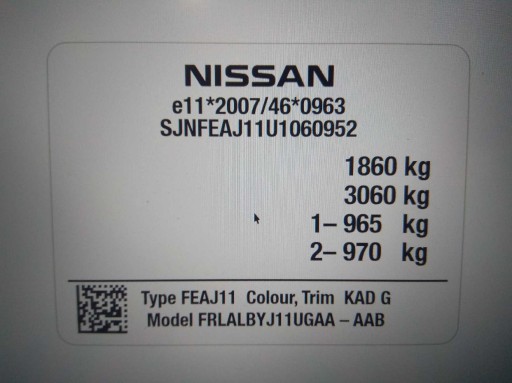 NISSAN
e11*2007/46*0963
SJNFEAJ11U1060952
1860 kg
3060 kg
1– 965 kg
2– 970 kg
Type FEAJ11 Colour, Trim KAD G
Model FRLALBYJ11UGAA – AAB